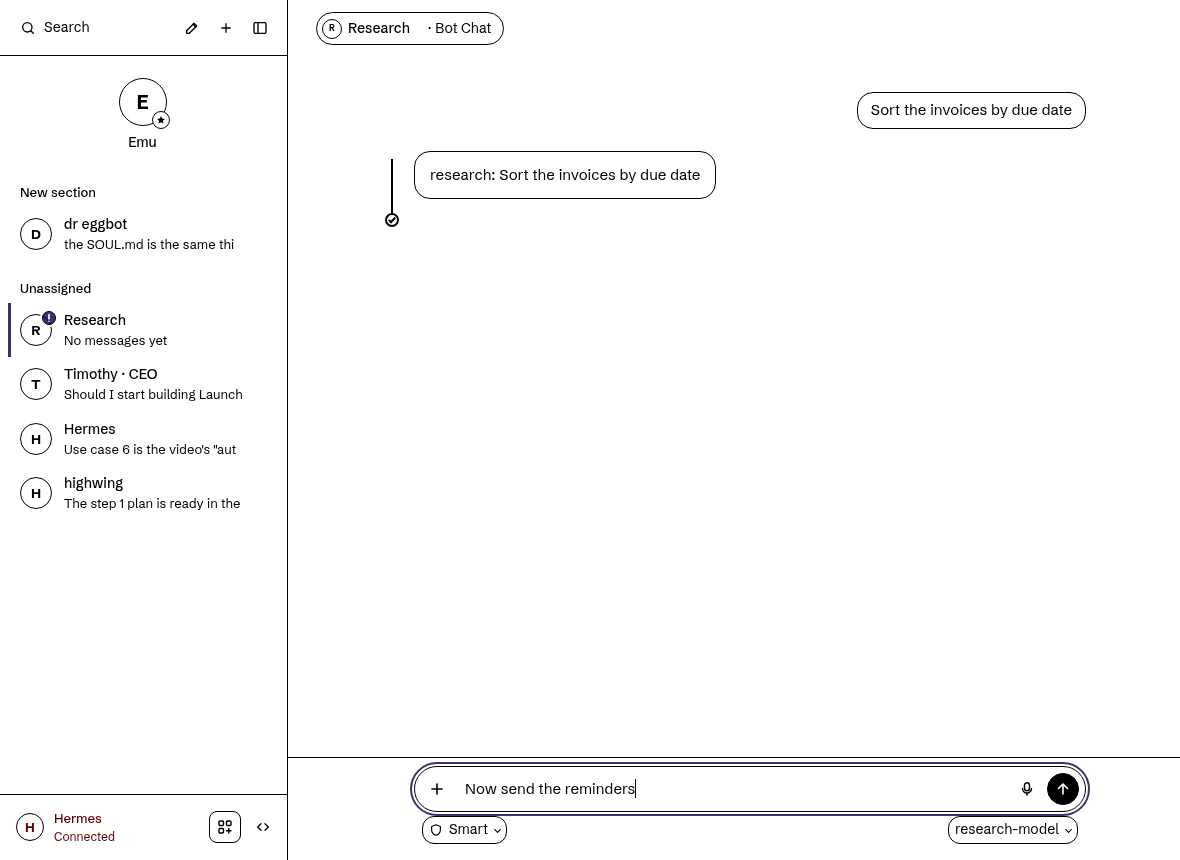 Search
E
Emu
New section
D
dr eggbot
the SOUL.md is the same thi
Unassigned
R
!
Research
No messages yet
T
Timothy · CEO
Should I start building Launch
H
Hermes
Use case 6 is the video's "aut
H
highwing
The step 1 plan is ready in the
H
Hermes
Connected
R Research · Bot Chat
Sort the invoices by due date
research: Sort the invoices by due date
Now send the reminders
Smart
research-model